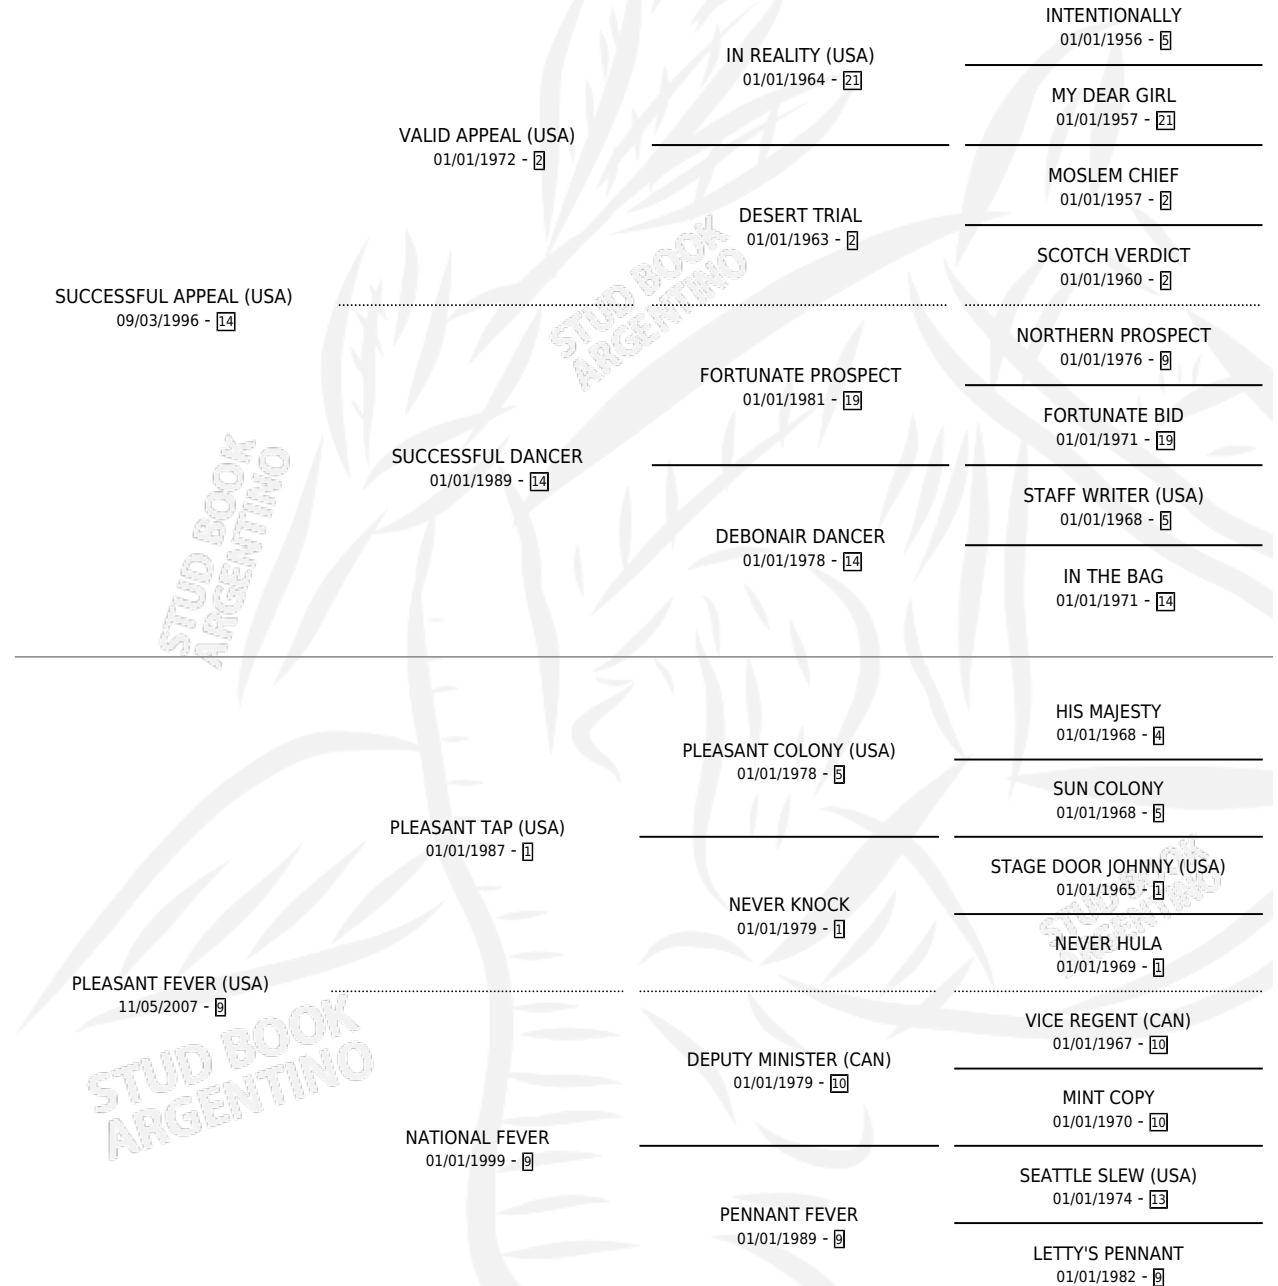 INTENTIONALLY
01/01/1956 - 5
IN REALITY (USA)
01/01/1964 - 21
MY DEAR GIRL
01/01/1957 - 21
VALID APPEAL (USA)
01/01/1972 - 2
MOSLEM CHIEF
01/01/1957 - 2
DESERT TRIAL
01/01/1963 - 2
SCOTCH VERDICT
01/01/1960 - 2
SUCCESSFUL APPEAL (USA)
09/03/1996 - 14
STUD BOOK
ARGENTINO
NORTHERN PROSPECT
01/01/1976 - 9
FORTUNATE PROSPECT
01/01/1981 - 19
FORTUNATE BID
01/01/1971 - 19
SUCCESSFUL DANCER
01/01/1989 - 14
STAFF WRITER (USA)
01/01/1968 - 5
DEBONAIR DANCER
01/01/1978 - 14
IN THE BAG
01/01/1971 - 14
STUD BOOK
ARGENTINO
HIS MAJESTY
01/01/1968 - 4
PLEASANT COLONY (USA)
01/01/1978 - 5
SUN COLONY
01/01/1968 - 5
PLEASANT TAP (USA)
01/01/1987 - 1
STAGE DOOR JOHNNY (USA)
01/01/1965 - 1
NEVER KNOCK
01/01/1979 - 1
STUD BOOK
ARGENTINO
NEVER HULA
01/01/1969 - 1
PLEASANT FEVER (USA)
11/05/2007 - 9
VICE REGENT (CAN)
01/01/1967 - 10
DEPUTY MINISTER (CAN)
01/01/1979 - 10
MINT COPY
01/01/1970 - 10
STUD BOOK
ARGENTINO
NATIONAL FEVER
01/01/1999 - 9
SEATTLE SLEW (USA)
01/01/1974 - 13
PENNANT FEVER
01/01/1989 - 9
LETTY'S PENNANT
01/01/1982 - 9